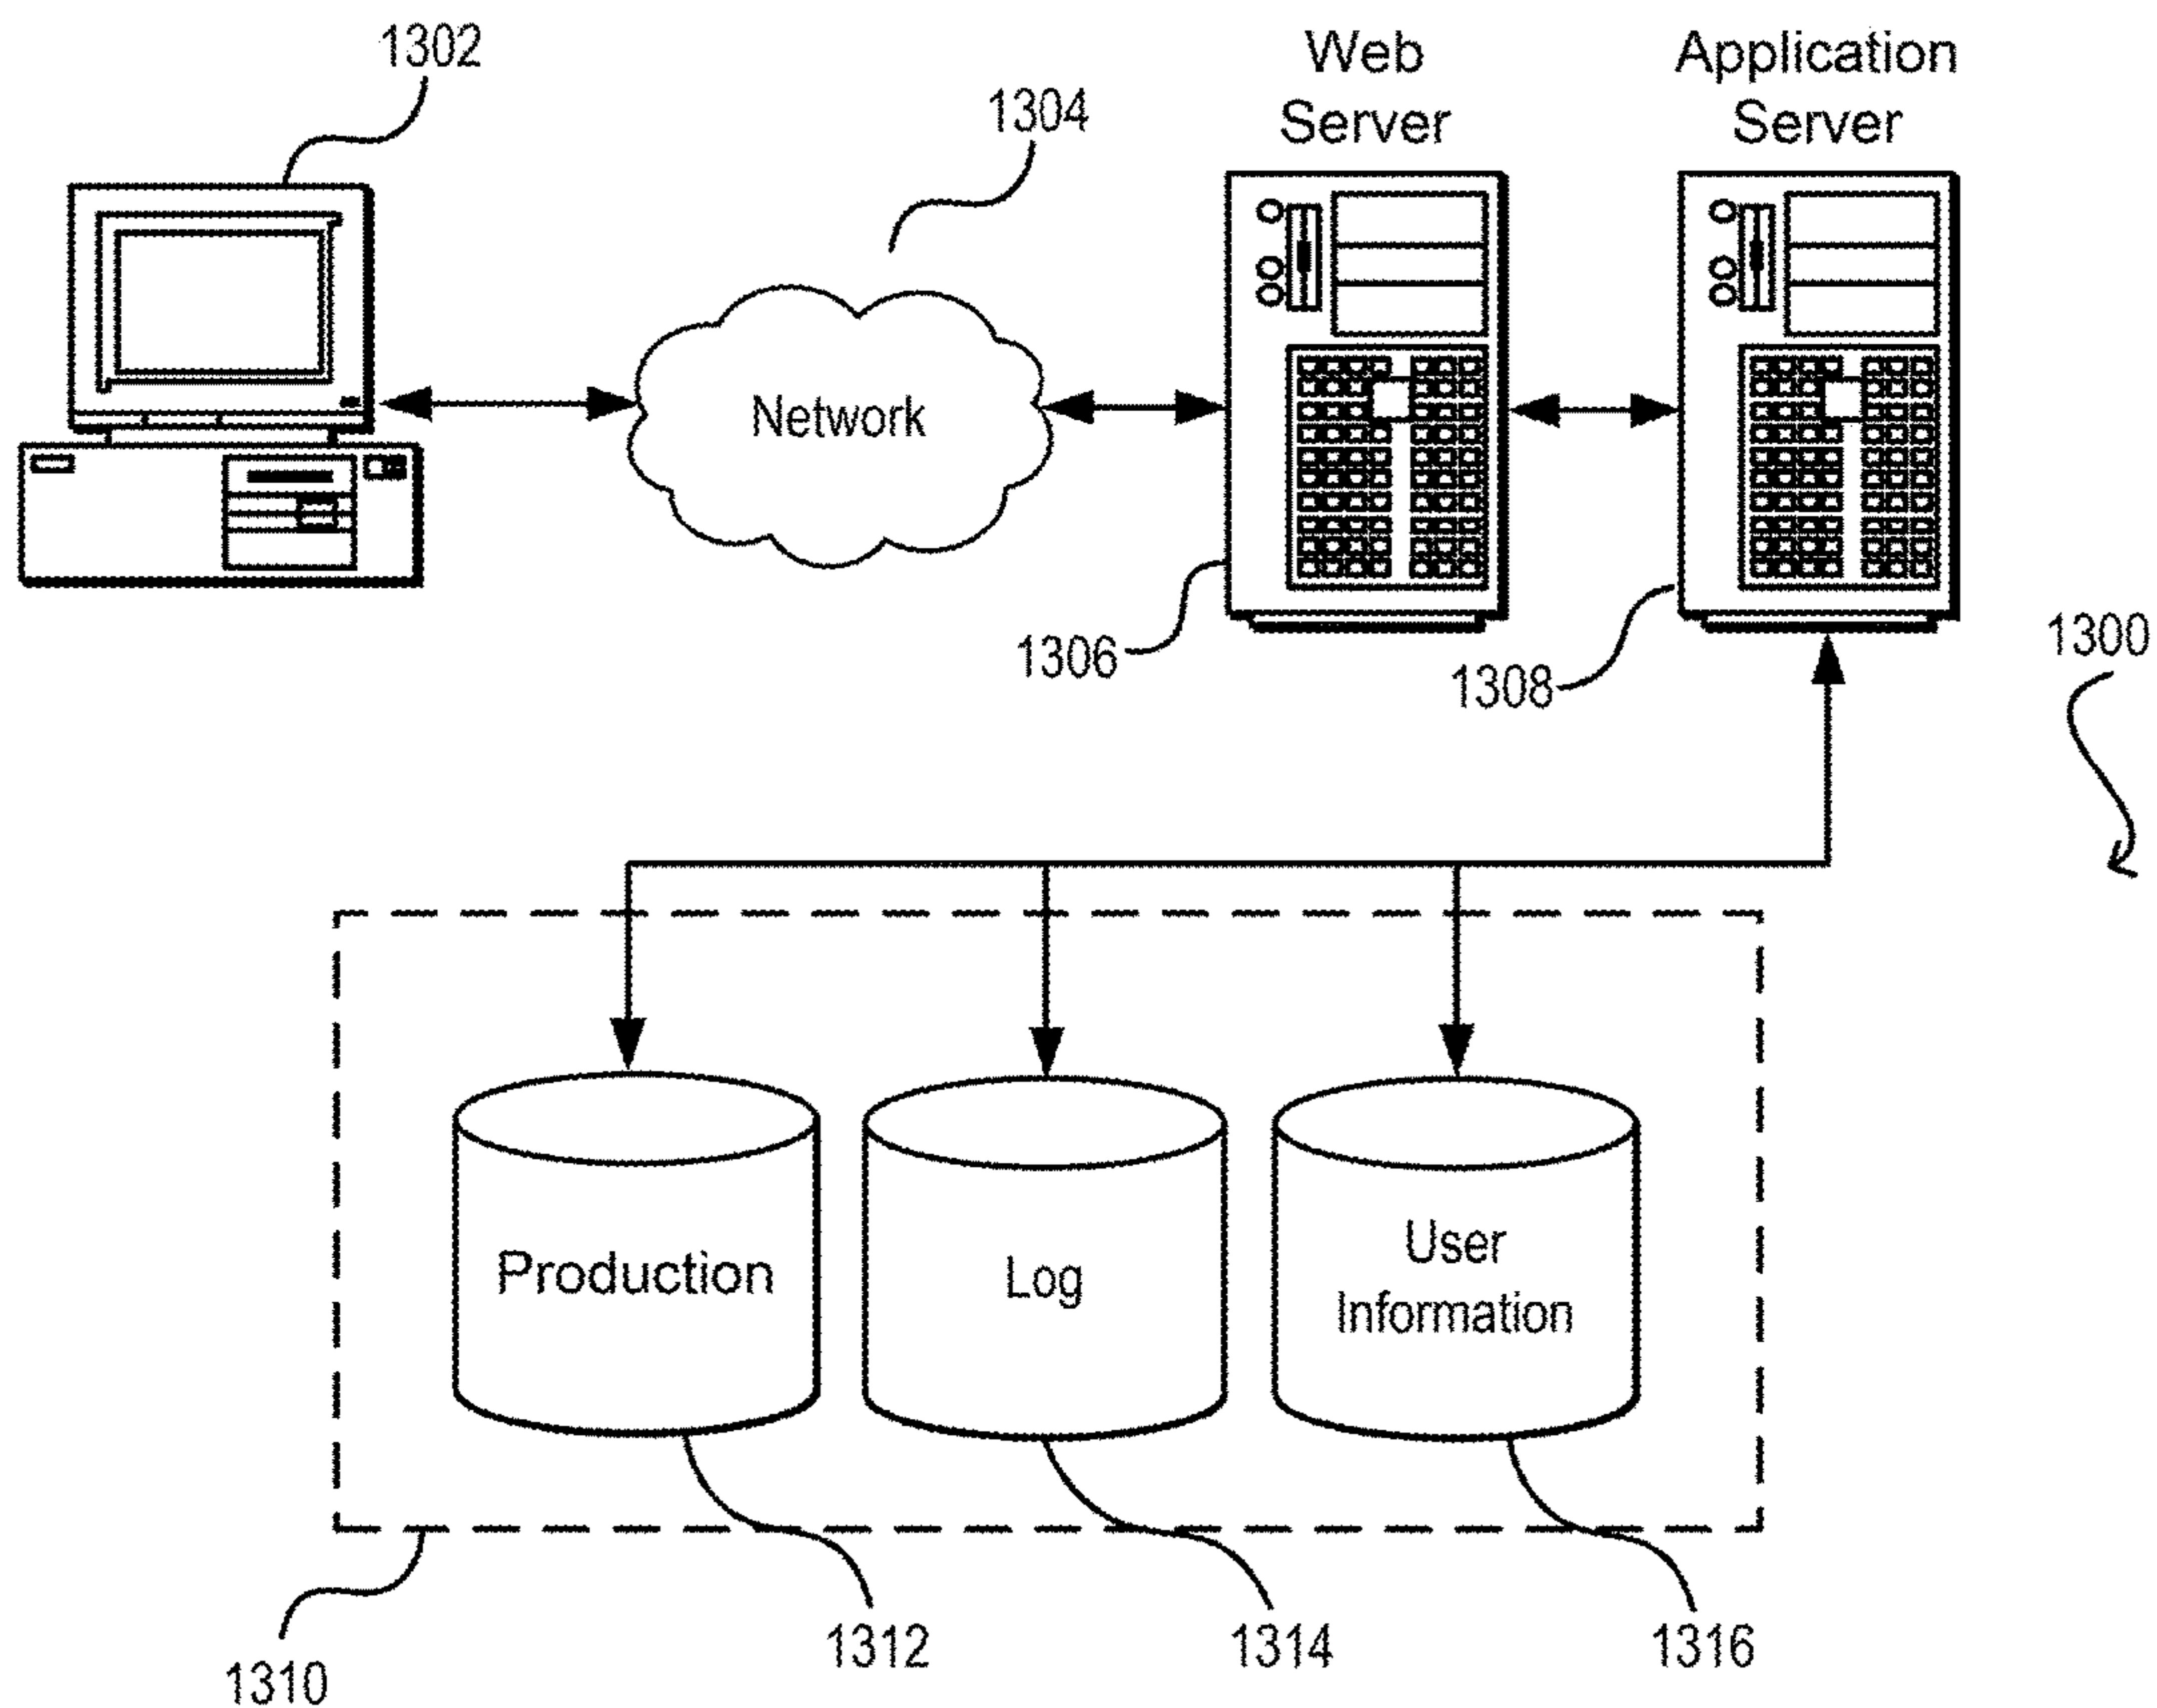 1302
1304
Web
Server
Application
Server
Network
1306
1308
1300
Production
Log
User
Information
1310
1312
1314
1316